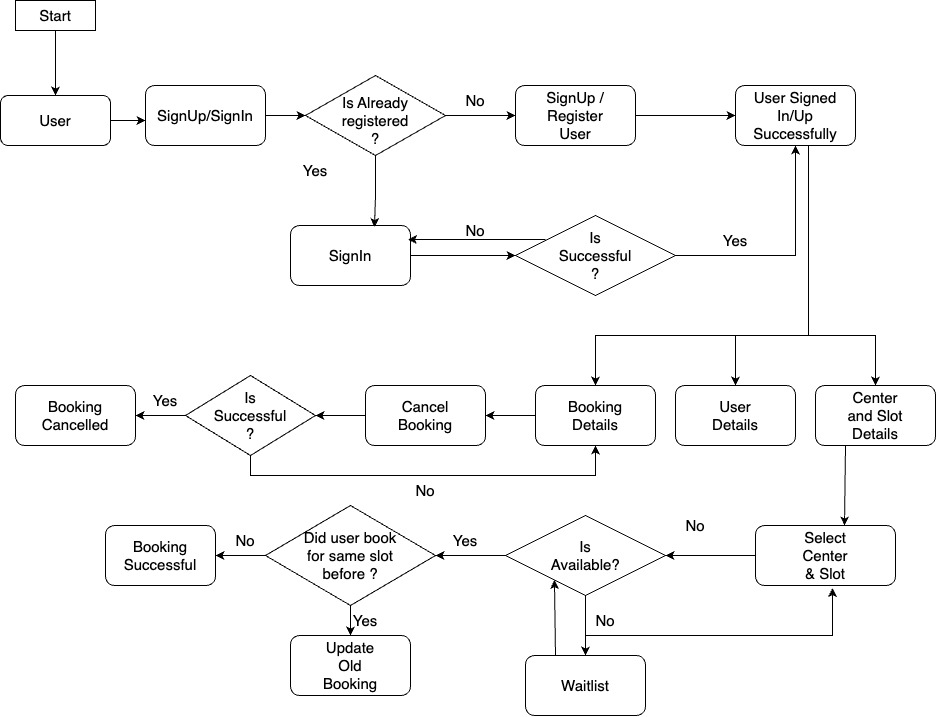 Start
User
SignUp/SignIn
Is Already
registered
?
No
SignUp /
Register
User
User Signed
In/Up
Successfully
Yes
SignIn
No
Is
Successful
?
Yes
Booking
Cancelled
Yes
Is
Successful
?
Cancel
Booking
Booking
Details
User
Details
Center
and Slot
Details
No
Booking
Successful
No
Did user book
for same slot
before ?
Yes
Is
Available?
No
Select
Center
& Slot
Yes
No
Update
Old
Booking
Waitlist